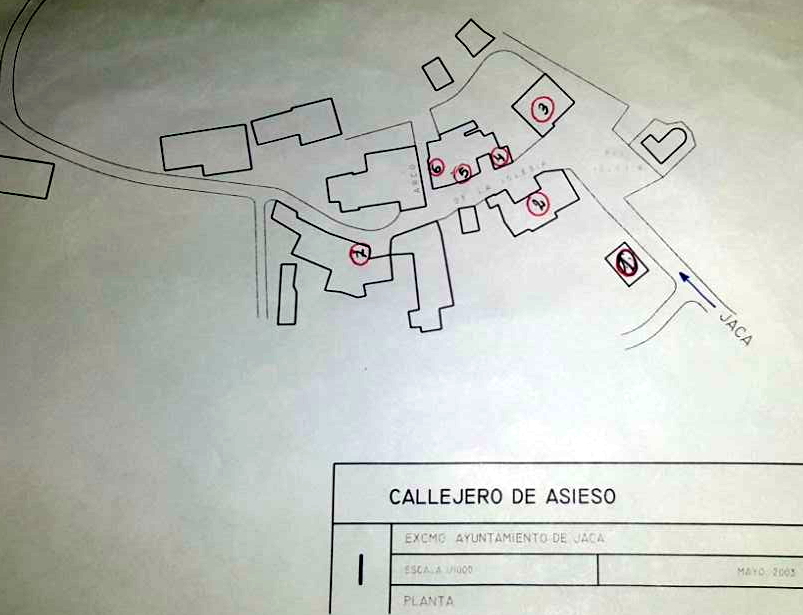 3
6
5
4
ARCO
DE LA IGLESIA
2
7
1
JACA
CALLEJERO DE ASIESO
EXCMO. AYUNTAMIENTO DE JACA
1
ESCALA 1/1000
MAYO 2003
PLANTA